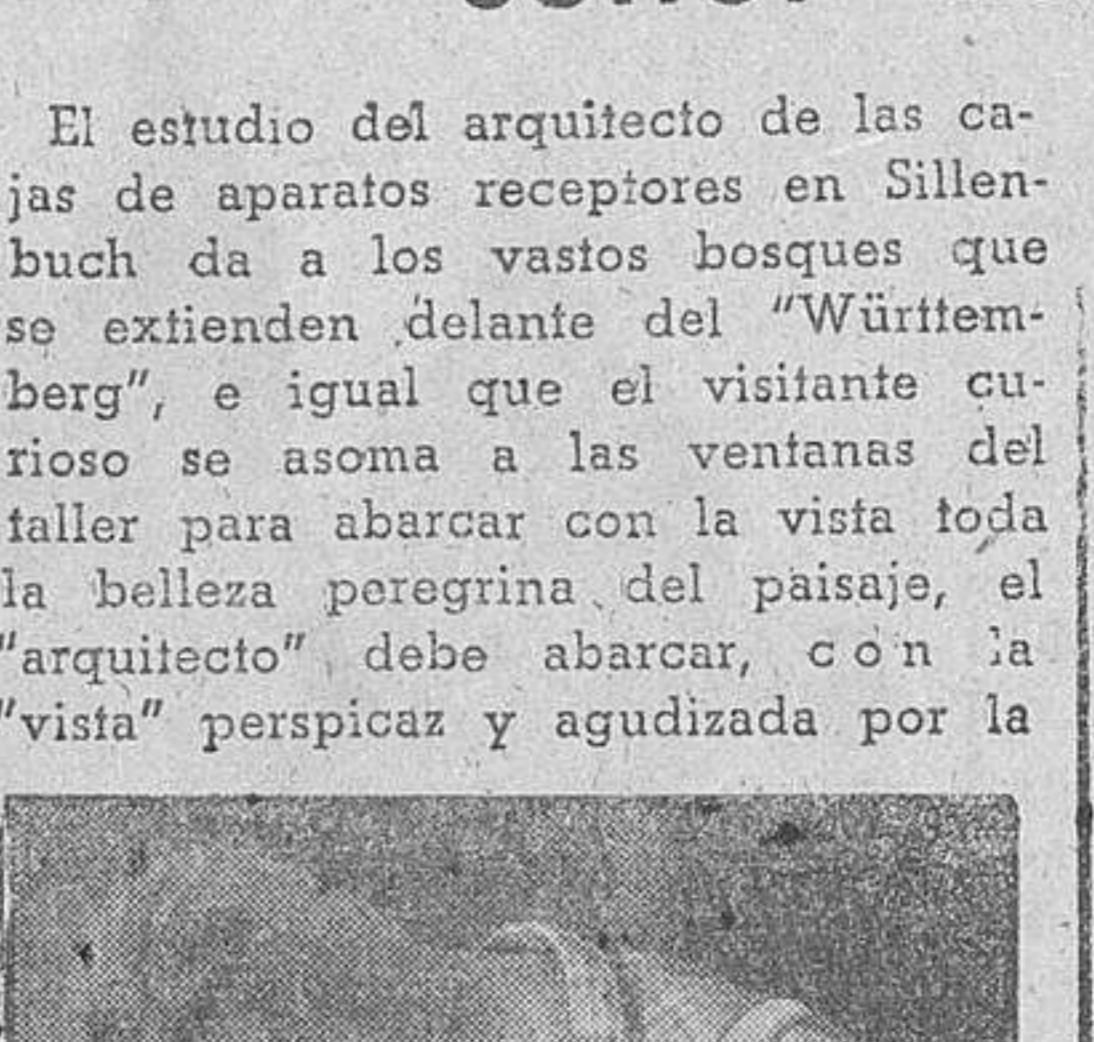 El estudio del arquitecto de las ca-
jas de aparatos receptores en Sillen-
buch da a los vastos bosques que
se extienden delante del "Württem-
berg", e igual que el visitante cu-
rioso se asoma a las ventanas del
taller para abarcar con la vista toda
la belleza peregrina del paisaje, el
"arquitecto" debe abarcar, con la
"vista" perspicaz y agudizada por la